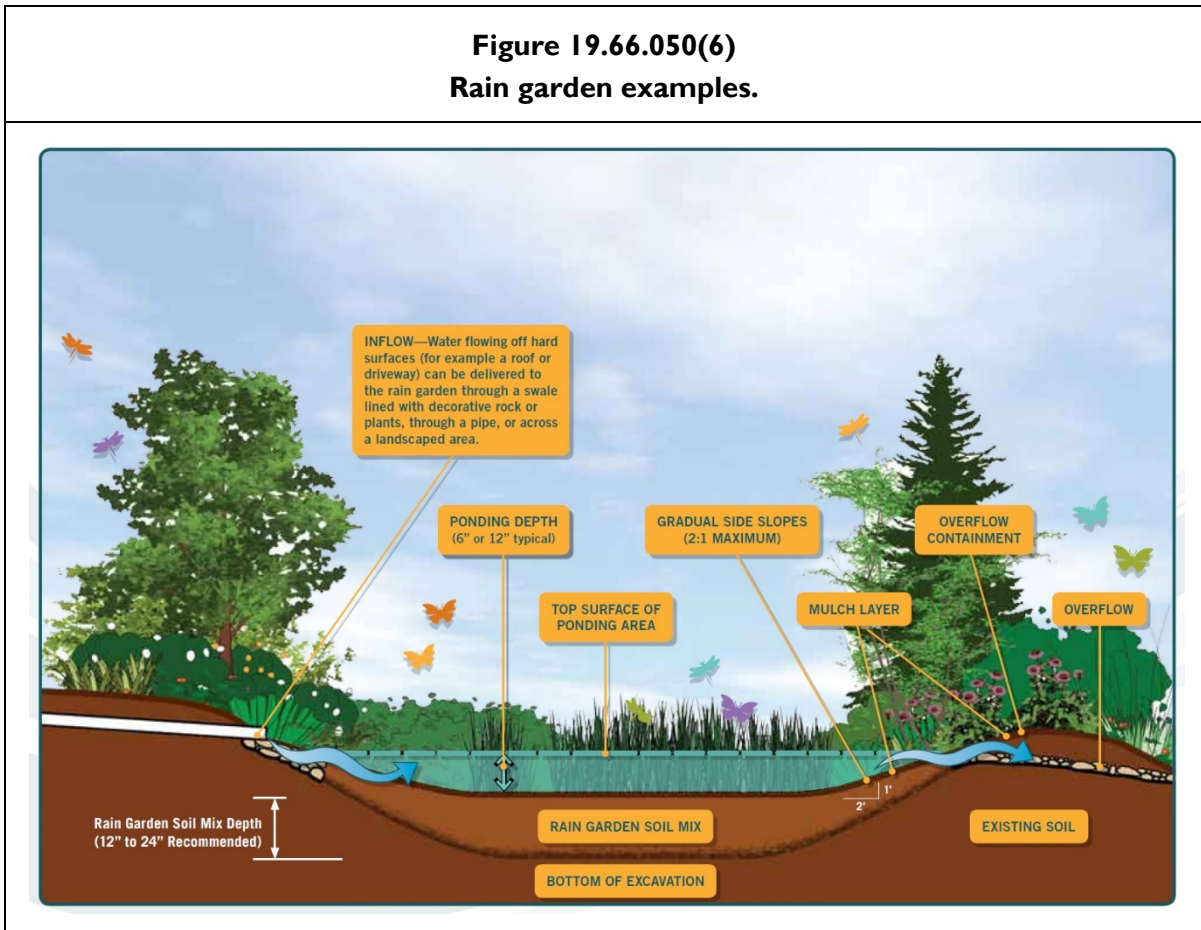 Figure 19.66.050(6)
Rain garden examples.
INFLOW—Water flowing off hard
surfaces (for example a roof or
driveway) can be delivered to
the rain garden through a swale
lined with decorative rock or
plants, through a pipe, or across
a landscaped area.
PONDING DEPTH
(6” or 12” typical)
GRADUAL SIDE SLOPES
(2:1 MAXIMUM)
OVERFLOW
CONTAINMENT
TOP SURFACE OF
PONDING AREA
MULCH LAYER
OVERFLOW
1'
2'
Rain Garden Soil Mix Depth
(12” to 24” Recommended)
RAIN GARDEN SOIL MIX
EXISTING SOIL
BOTTOM OF EXCAVATION